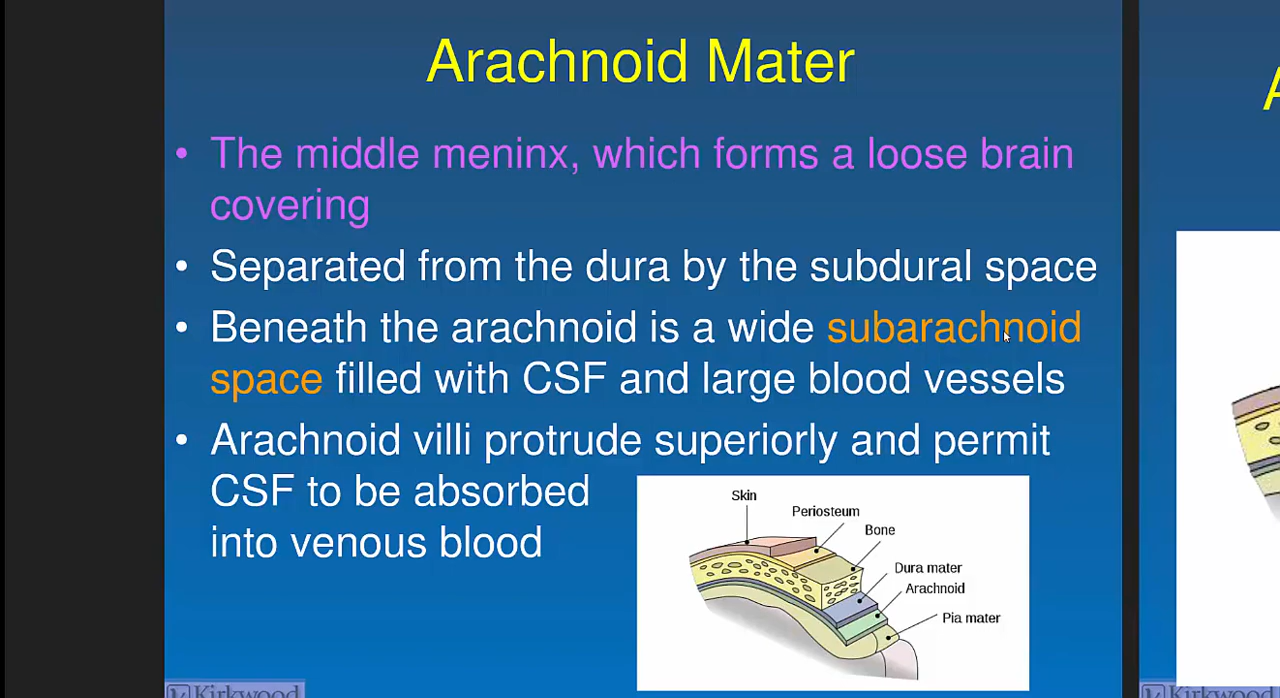 Arachnoid Mater
• The middle meninx, which forms a loose brain
covering
• Separated from the dura by the subdural space
• Beneath the arachnoid is a wide subarachnoid
space filled with CSF and large blood vessels
• Arachnoid villi protrude superiorly and permit
CSF to be absorbed
into venous blood
Skin
Periosteum
Bone
Dura mater
Arachnoid
Pia mater
Kirkwood
A
Kirkwood